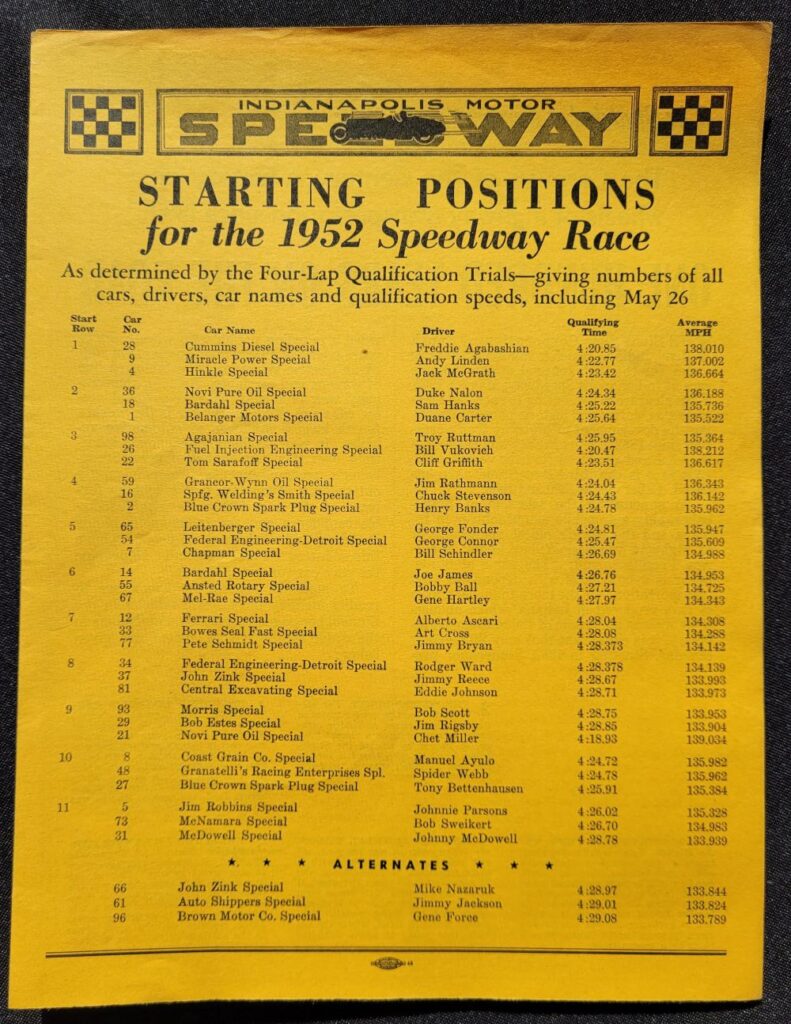 INDIANAPOLIS MOTOR
SPEEDWAY
STARTING POSITIONS
for the 1952 Speedway Race
As determined by the Four-Lap Qualification Trials—giving numbers of all
cars, drivers, car names and qualification speeds, including May 26
Start Row Car No. Car Name Driver Qualifying Time Average MPH
1 28 Cummins Diesel Special Freddie Agabashian 4:20.85 138.010
9 Miracle Power Special Andy Linden 4:22.77 137.002
4 Hinkle Special Jack McGrath 4:23.42 136.664
2 36 Novi Pure Oil Special Duke Nalon 4:24.34 136.188
18 Bardahl Special Sam Hanks 4:25.22 135.736
1 Belanger Motors Special Duane Carter 4:25.64 135.522
3 98 Agajanian Special Troy Ruttman 4:25.95 135.364
26 Fuel Injection Engineering Special Bill Vukovich 4:20.47 138.212
22 Tom Sarafoff Special Cliff Griffith 4:23.51 136.617
4 59 Grancor-Wynn Oil Special Jim Rathmann 4:24.04 136.343
16 Spfg. Welding's Smith Special Chuck Stevenson 4:24.43 136.142
2 Blue Crown Spark Plug Special Henry Banks 4:24.78 135.962
5 65 Leitenberger Special George Fonder 4:24.81 135.947
54 Federal Engineering-Detroit Special George Connor 4:25.47 135.609
7 Chapman Special Bill Schindler 4:26.69 134.988
6 14 Bardahl Special Joe James 4:26.76 134.953
55 Ansted Rotary Special Bobby Ball 4:27.21 134.725
67 Mel-Rae Special Gene Hartley 4:27.97 134.343
7 12 Ferrari Special Alberto Ascari 4:28.04 134.308
33 Bowes Seal Fast Special Art Cross 4:28.08 134.288
77 Pete Schmidt Special Jimmy Bryan 4:28.373 134.142
8 34 Federal Engineering-Detroit Special Rodger Ward 4:28.378 134.139
37 John Zink Special Jimmy Reece 4:28.67 133.993
81 Central Excavating Special Eddie Johnson 4:28.71 133.973
9 93 Morris Special Bob Scott 4:28.75 133.953
29 Bob Estes Special Jim Rigsby 4:28.85 133.904
21 Novi Pure Oil Special Chet Miller 4:18.93 139.034
10 8 Coast Grain Co. Special Manuel Ayulo 4:24.72 135.982
48 Granatelli's Racing Enterprises Spl. Spider Webb 4:24.78 135.962
27 Blue Crown Spark Plug Special Tony Bettenhausen 4:25.91 135.384
11 5 Jim Robbins Special Johnnie Parsons 4:26.02 135.328
73 McNamara Special Bob Sweikert 4:26.70 134.983
31 McDowell Special Johnny McDowell 4:28.78 133.939
★ ★ ★ ALTERNATES ★ ★ ★
66 John Zink Special Mike Nazaruk 4:28.97 133.844
61 Auto Shippers Special Jimmy Jackson 4:29.01 133.824
96 Brown Motor Co. Special Gene Force 4:29.08 133.789